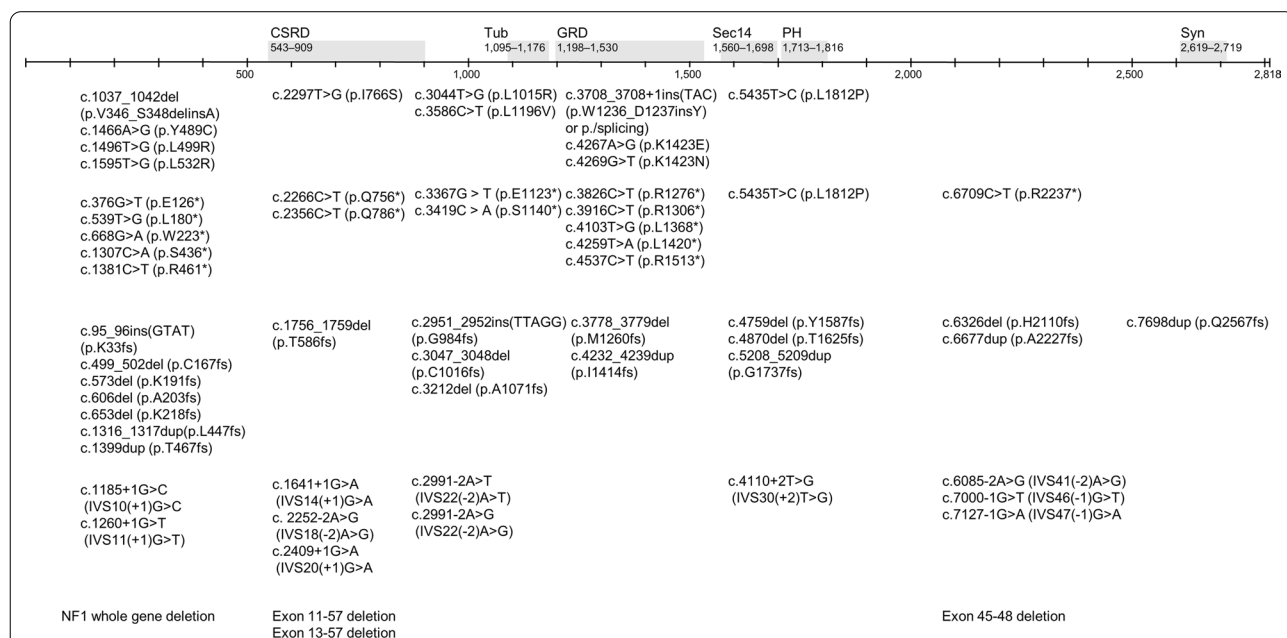 CSRD Tub GRD Sec14 PH Syn
543–909 1,095–1,176 1,198–1,530 1,560–1,698 1,713–1,816 2,619–2,719
500 1,000 1,500 2,000 2,500 2,818
c.1037_1042del c.2297T>G (p.I766S) c.3044T>G (p.L1015R) c.3708_3708+1ins(TAC) c.5435T>C (p.L1812P)
(p.V346_S348delinsA) c.3586C>T (p.L1196V) (p.W1236_D1237insY)
c.1466A>G (p.Y489C) or p./splicing)
c.1496T>G (p.L499R) c.4267A>G (p.K1423E)
c.1595T>G (p.L532R) c.4269G>T (p.K1423N)
c.376G>T (p.E126*) c.2266C>T (p.Q756*) c.3367G > T (p.E1123*) c.3826C>T (p.R1276*) c.5435T>C (p.L1812P) c.6709C>T (p.R2237*)
c.539T>G (p.L180*) c.2356C>T (p.Q786*) c.3419C > A (p.S1140*) c.3916C>T (p.R1306*)
c.668G>A (p.W223*) c.4103T>G (p.L1368*)
c.1307C>A (p.S436*) c.4259T>A (p.L1420*)
c.1381C>T (p.R461*) c.4537C>T (p.R1513*)
c.95_96ins(GTAT) c.1756_1759del c.2951_2952ins(TTAGG) c.3778_3779del c.4759del (p.Y1587fs) c.6326del (p.H2110fs) c.7698dup (p.Q2567fs)
(p.K33fs) (p.T586fs) (p.G984fs) (p.M1260fs) c.4870del (p.T1625fs) c.6677dup (p.A2227fs)
c.499_502del (p.C167fs) c.3047_3048del c.4232_4239dup c.5208_5209dup
c.573del (p.K191fs) (p.C1016fs) (p.I1414fs) (p.G1737fs)
c.606del (p.A203fs) c.3212del (p.A1071fs)
c.653del (p.K218fs)
c.1316_1317dup(p.L447fs)
c.1399dup (p.T467fs)
c.1185+1G>C c.1641+1G>A c.2991-2A>T c.4110+2T>G c.6085-2A>G (IVS41(-2)A>G)
(IVS10(+1)G>C (IVS14(+1)G>A (IVS22(-2)A>T) (IVS30(+2)T>G) c.7000-1G>T (IVS46(-1)G>T)
c.1260+1G>T c. 2252-2A>G c.2991-2A>G c.7127-1G>A (IVS47(-1)G>A
(IVS11(+1)G>T) (IVS18(-2)A>G) (IVS22(-2)A>G)
c.2409+1G>A
(IVS20(+1)G>A
NF1 whole gene deletion Exon 11-57 deletion Exon 45-48 deletion
Exon 13-57 deletion